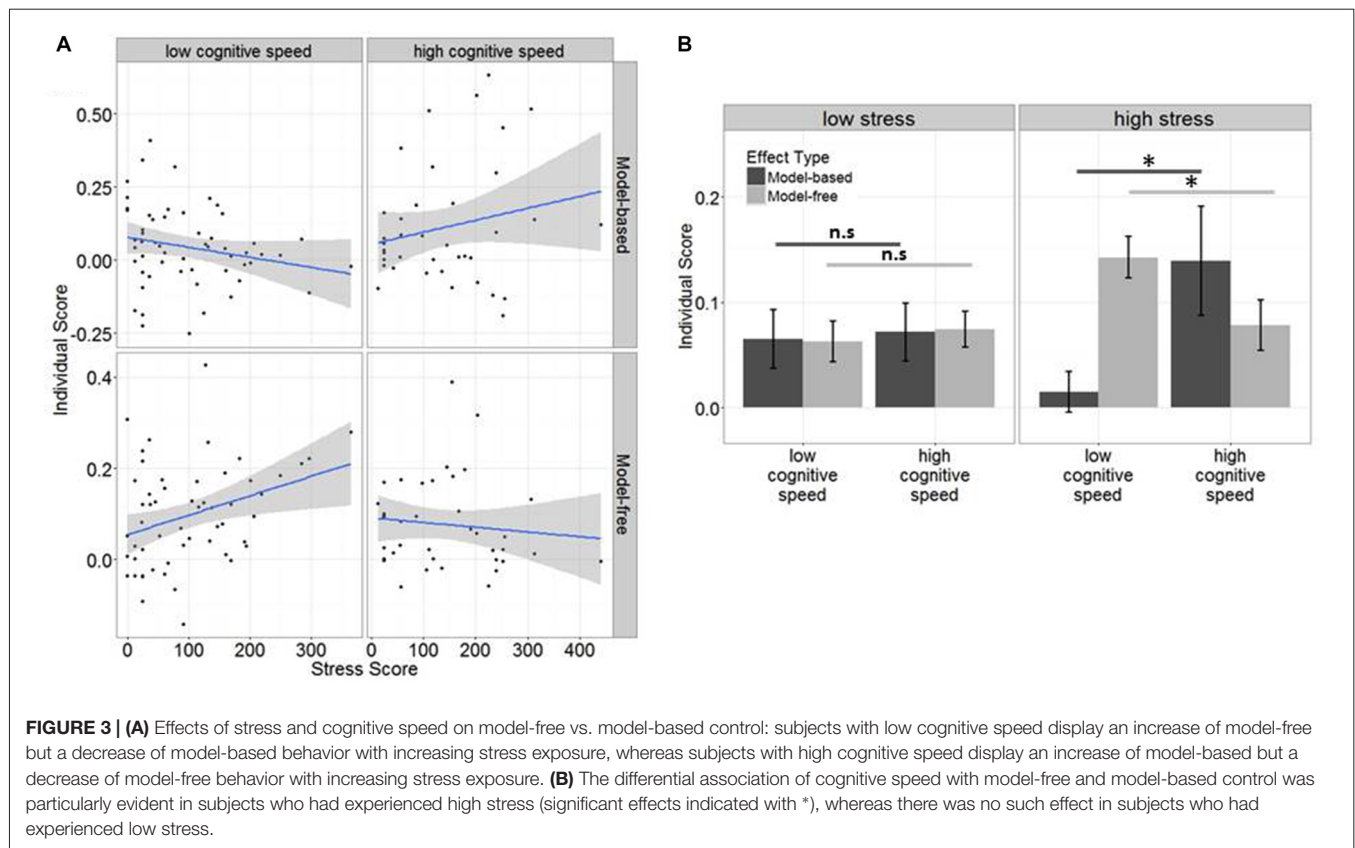 A
low cognitive speed
high cognitive speed
Individual Score
0.50
0.25
0.00
-0.25
Model-based
0.4
0.2
0.0
Model-free
0 100 200 300
0 100 200 300 400
Stress Score
B
low stress
high stress
Individual Score
0.2
0.1
0.0
Effect Type
Model-based
Model-free
n.s
n.s
*
*
low
cognitive
speed
high
cognitive
speed
low
cognitive
speed
high
cognitive
speed
FIGURE 3 | (A) Effects of stress and cognitive speed on model-free vs. model-based control: subjects with low cognitive speed display an increase of model-free
but a decrease of model-based behavior with increasing stress exposure, whereas subjects with high cognitive speed display an increase of model-based but a
decrease of model-free behavior with increasing stress exposure. (B) The differential association of cognitive speed with model-free and model-based control was
particularly evident in subjects who had experienced high stress (significant effects indicated with *), whereas there was no such effect in subjects who had
experienced low stress.